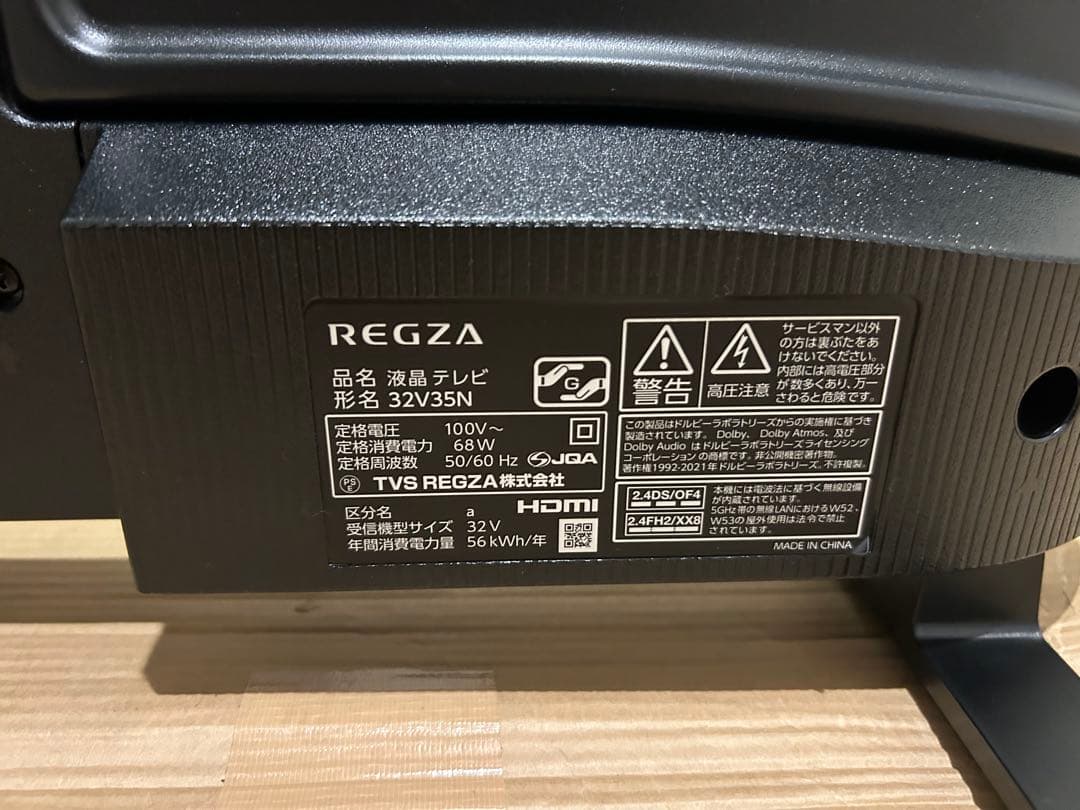 REGZA
品名 液晶テレビ
形名 32V35N
G
定格電圧 100V～
定格消費電力 68W
定格周波数 50/60 Hz JQA
PS E TVS REGZA株式会社
区分名 a HDMI
受信機型サイズ 32V
年間消費電力量 56kWh/年
警告
高圧注意
サービスマン以外
の方は裏ぶたをあ
けないでください。
内部には高電圧部分
が数多くあり、万一
さわると危険です。
この製品はドルビーラボラトリーズからの実施権に基づき
製造されています。Dolby、Dolby Atmos、及び
Dolby Audio はドルビーラボラトリーズライセンシング
コーポレーションの商標です。非公開機密著作物。
著作権1992-2021年ドルビーラボラトリーズ。不許複製。
2.4DS/OF4
2.4FH2/XX8
本機には電波法に基づく無線設備
が内蔵されています。
5GHz帯の無線LANにおけるW52、
W53の屋外使用は法令で禁止
されています。
MADE IN CHINA